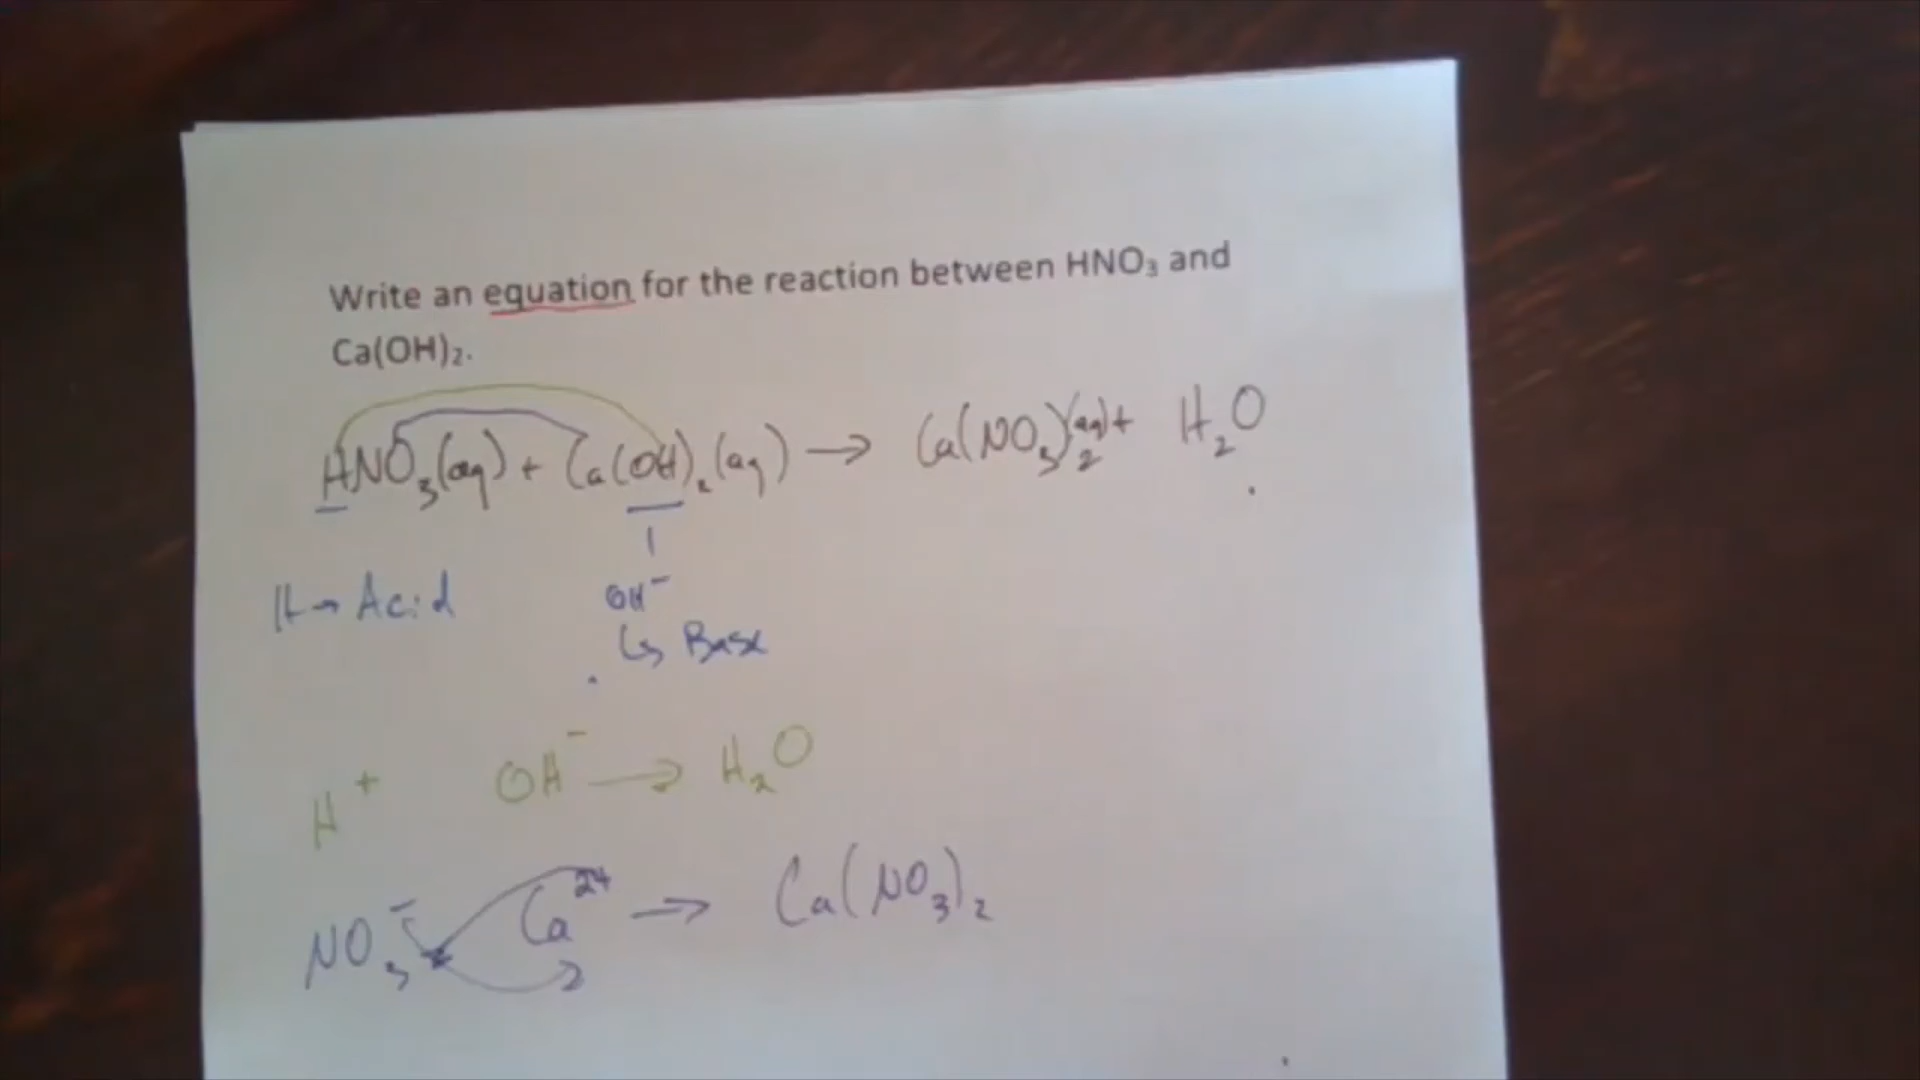 Write an equation for the reaction between HNO₃ and
Ca(OH)₂.
HNO₃(aq) + Ca(OH)₂(aq) → Ca(NO₃)₂(aq) + H₂O
H → Acid
OH⁻
↳ Base
H⁺ OH⁻ → H₂O
NO₃⁻ Ca²⁺ → Ca(NO₃)₂